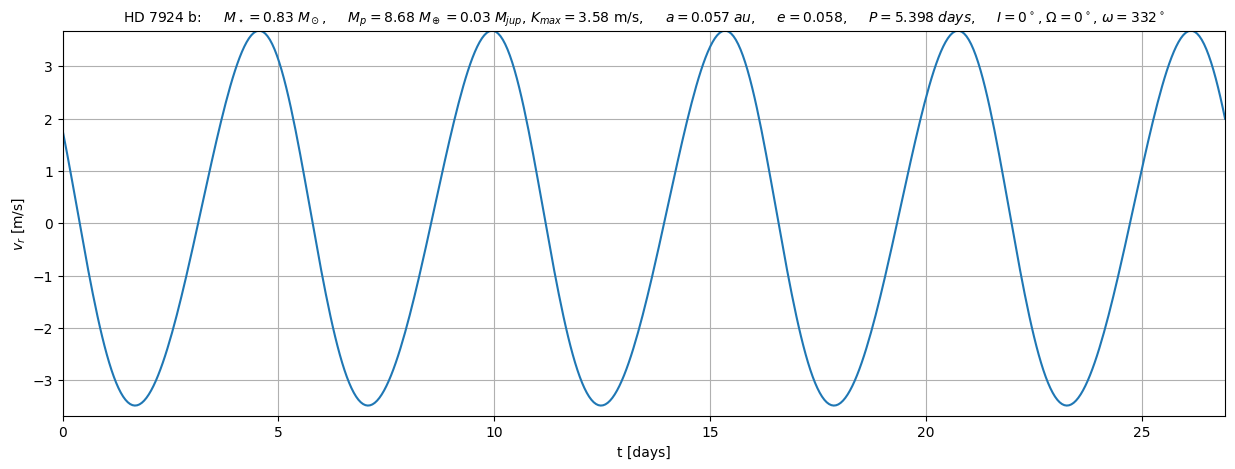 HD 7924 b: M⋆ = 0.83 M⊙, Mp = 8.68 M⊕ = 0.03 Mjup, Kmax = 3.58 m/s, a = 0.057 au, e = 0.058, P = 5.398 days, I = 0°, Ω = 0°, ω = 332°
3
2
1
0
−1
−2
−3
vr [m/s]
0 5 10 15 20 25
t [days]